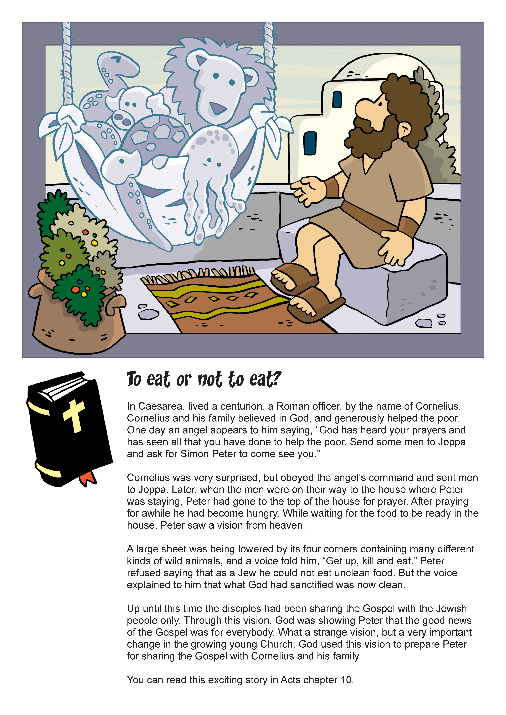 To eat or not to eat?
In Caesarea, lived a centurion, a Roman officer, by the name of Cornelius.
Cornelius and his family believed in God, and generously helped the poor.
One day an angel appears to him saying, "God has heard your prayers and
has seen all that you have done to help the poor. Send some men to Joppa
and ask for Simon Peter to come see you."
Cornelius was very surprised, but obeyed the angel's command and sent men
to Joppa. Later, when the men were on their way to the house where Peter
was staying, Peter had gone to the top of the house for prayer. After praying
for awhile he had become hungry. While waiting for the food to be ready in the
house, Peter saw a vision from heaven.
A large sheet was being lowered by its four corners containing many different
kinds of wild animals, and a voice told him, "Get up, kill and eat." Peter
refused saying that as a Jew he could not eat unclean food. But the voice
explained to him that what God had sanctified was now clean.
Up until this time the disciples had been sharing the Gospel with the Jewish
people only. Through this vision, God was showing Peter that the good news
of the Gospel was for everybody. What a strange vision, but a very important
change in the growing young Church. God used this vision to prepare Peter
for sharing the Gospel with Cornelius and his family.
You can read this exciting story in Acts chapter 10.